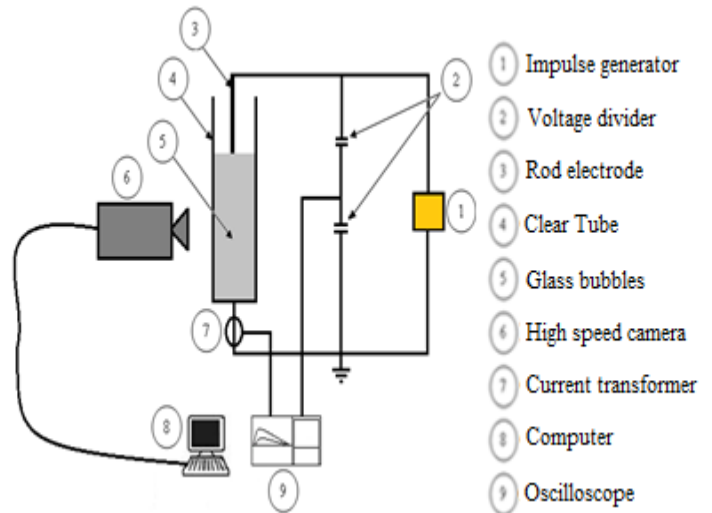 3
4
5
6
2
1
7
8
9
1 Impulse generator
2 Voltage divider
3 Rod electrode
4 Clear Tube
5 Glass bubbles
6 High speed camera
7 Current transformer
8 Computer
9 Oscilloscope